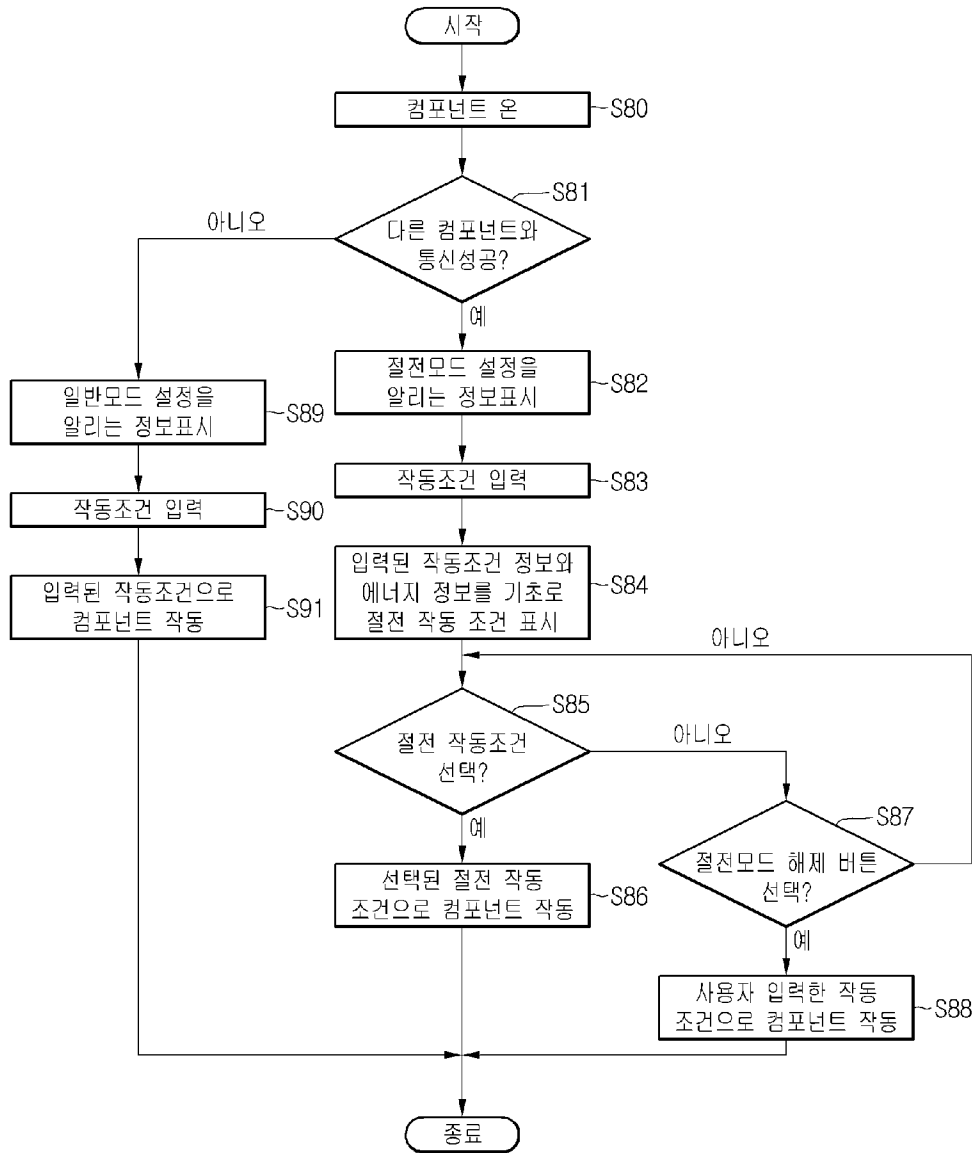 시작
컴포넌트 온
S80
S81
다른 컴포넌트와
통신성공?
아니오
예
절전모드 설정을
알리는 정보표시
S82
일반모드 설정을
알리는 정보표시
S89
작동조건 입력
S83
작동조건 입력
S90
입력된 작동조건 정보와
에너지 정보를 기초로
절전 작동 조건 표시
S84
입력된 작동조건으로
컴포넌트 작동
S91
아니오
S85
절전 작동조건
선택?
아니오
예
S87
절전모드 해제 버튼
선택?
선택된 절전 작동
조건으로 컴포넌트 작동
S86
예
사용자 입력한 작동
조건으로 컴포넌트 작동
S88
종료